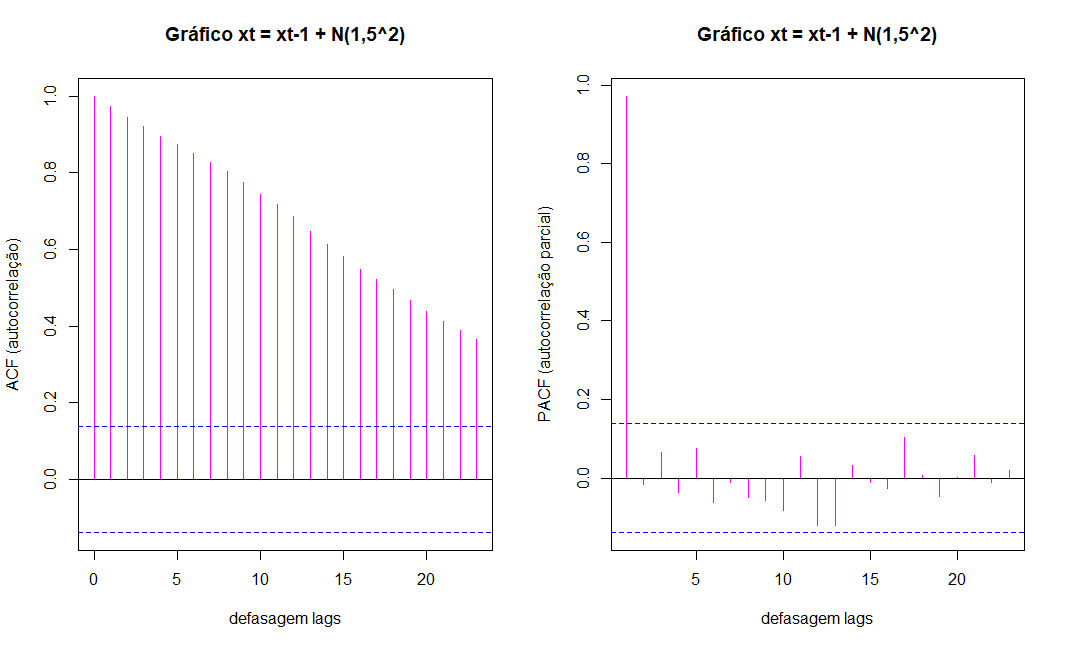 Gráfico xt = xt-1 + N(1,5^2)
ACF (autocorrelação)
1.0
0.8
0.6
0.4
0.2
0.0
0 5 10 15 20
defasagem lags
Gráfico xt = xt-1 + N(1,5^2)
PACF (autocorrelação parcial)
1.0
0.8
0.6
0.4
0.2
0.0
5 10 15 20
defasagem lags